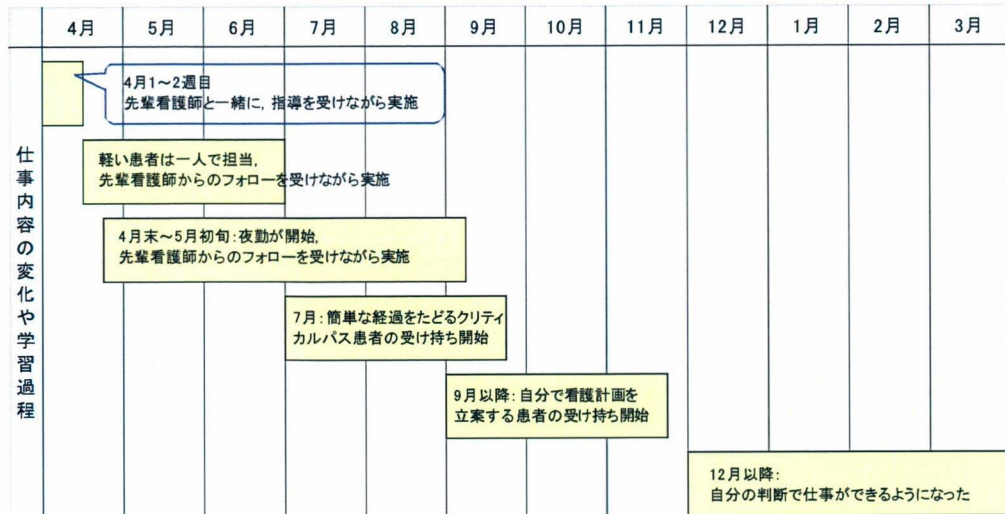 4月 5月 6月 7月 8月 9月 10月 11月 12月 1月 2月 3月
仕事内容の変化や学習過程
4月1～2週目
先輩看護師と一緒に，指導を受けながら実施
軽い患者は一人で担当，
先輩看護師からのフォローを受けながら実施
4月末～5月初旬：夜勤が開始，
先輩看護師からのフォローを受けながら実施
7月：簡単な経過をたどるクリティ
カルパス患者の受け持ち開始
9月以降：自分で看護計画を
立案する患者の受け持ち開始
12月以降：
自分の判断で仕事ができるようになった